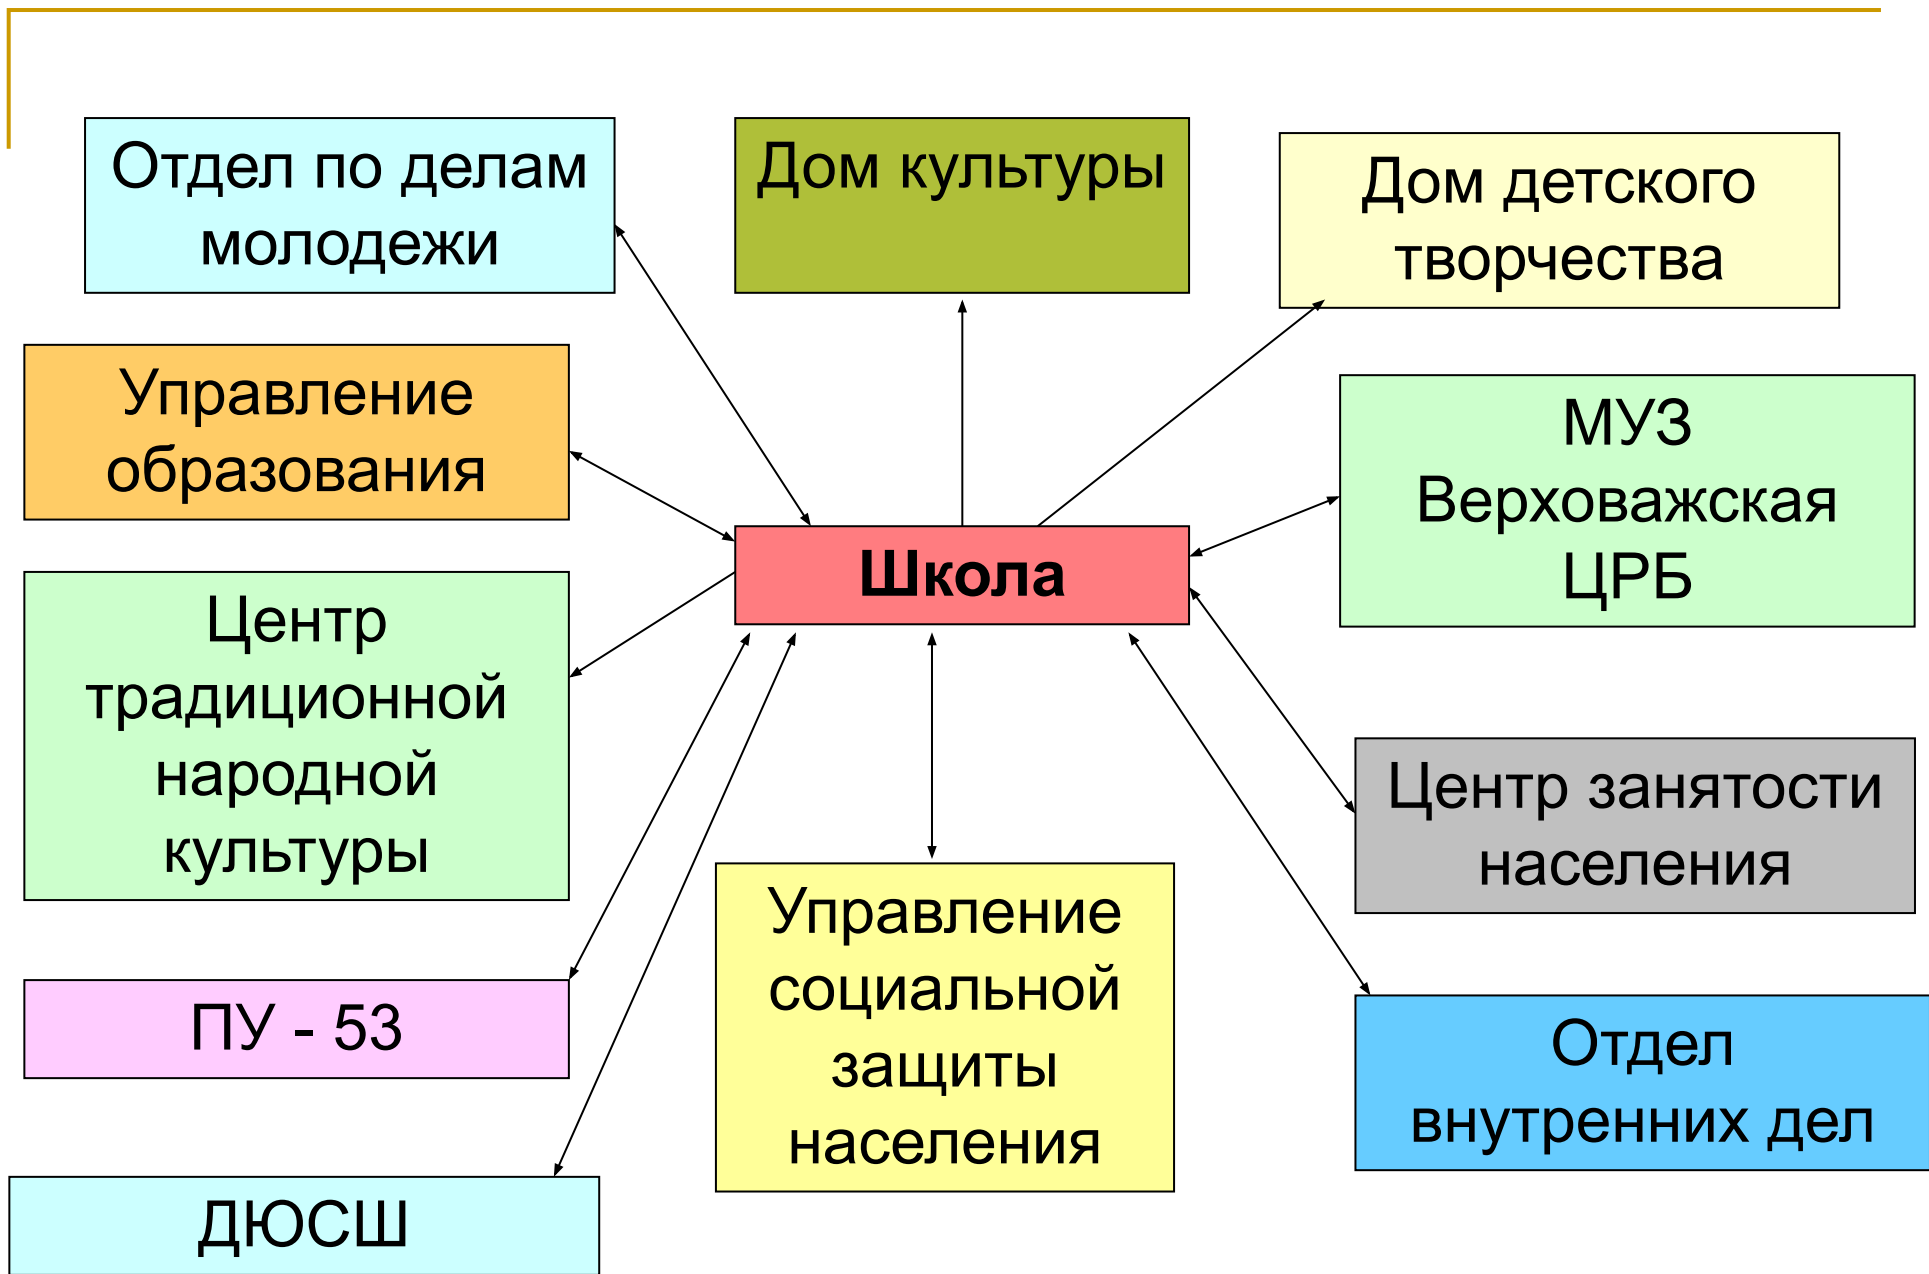 Отдел по делам
молодежи
Дом культуры
Дом детского
творчества
Управление
образования
МУЗ
Верховажская
ЦРБ
Школа
Центр
традиционной
народной
культуры
Центр занятости
населения
Управление
социальной
защиты
населения
ПУ - 53
Отдел
внутренних дел
ДЮСШ